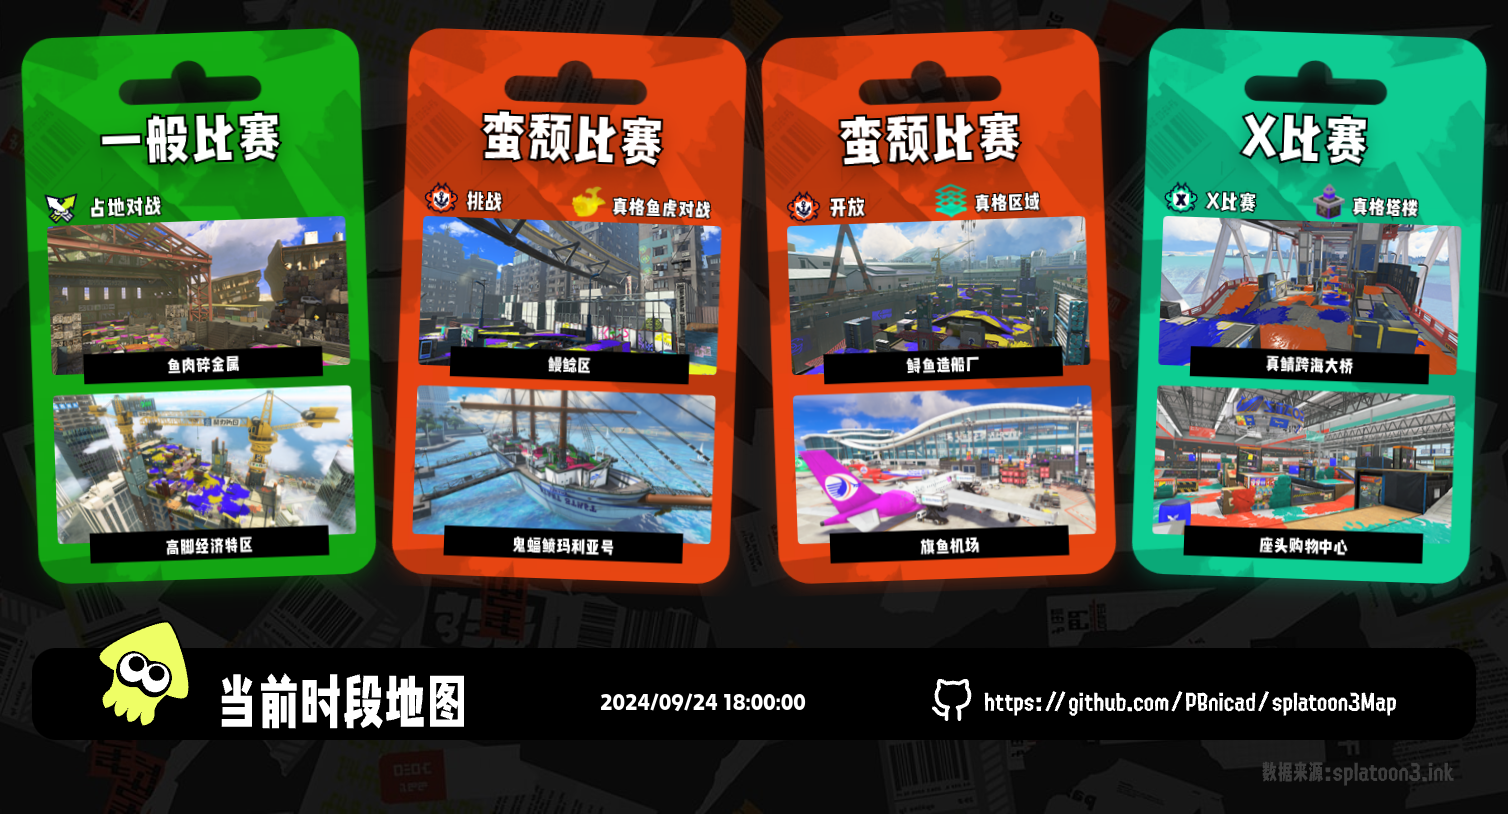 一般比赛
占地对战
鱼肉碎金属
高脚经济特区
蛮颓比赛
挑战
真格鱼虎对战
鳗鲶区
鬼蝠鲼玛利亚号
蛮颓比赛
开放
真格区域
鲟鱼造船厂
旗鱼机场
X比赛
X比赛
真格塔楼
真鲷跨海大桥
座头购物中心
当前时段地图
2024/09/24 18:00:00
https://github.com/PBnicad/splatoon3Map
数据来源:splatoon3.ink